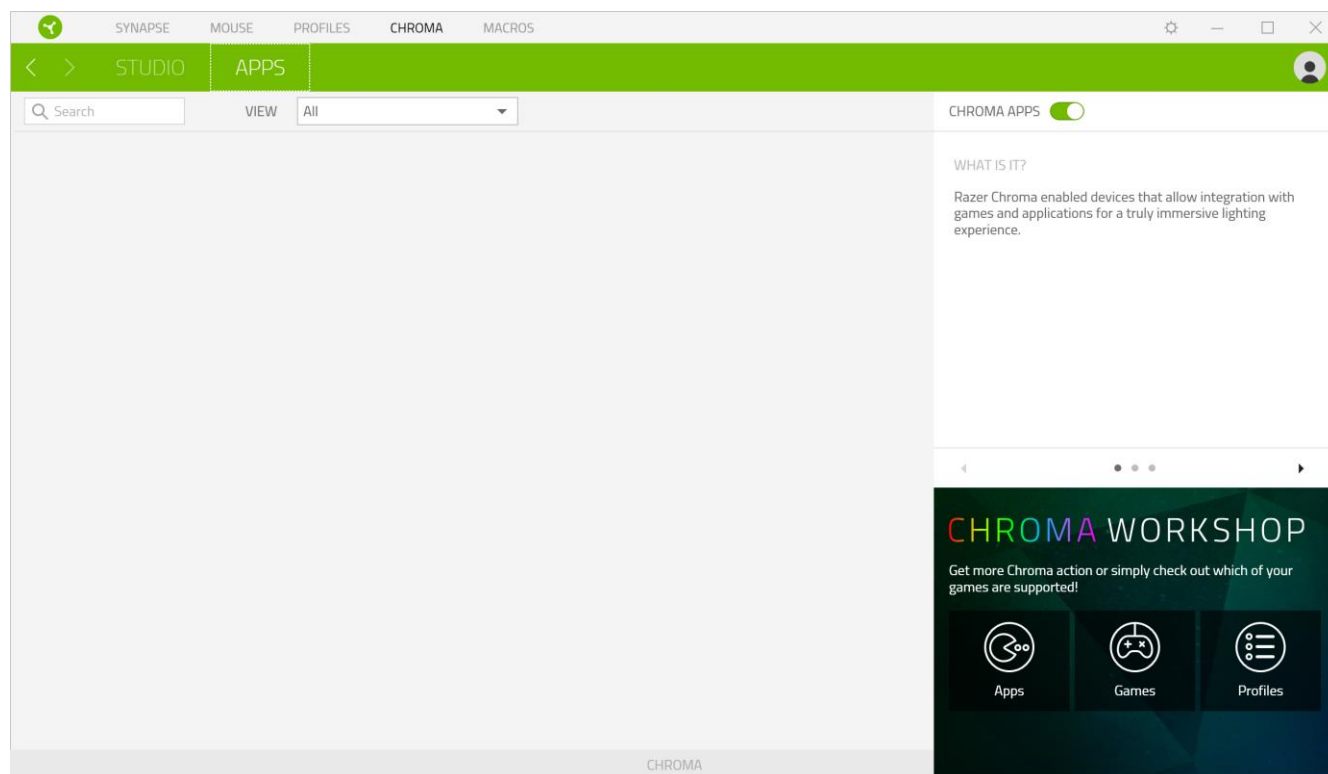 SYNAPSE MOUSE PROFILES CHROMA MACROS
STUDIO APPS
Search VIEW All
CHROMA APPS
WHAT IS IT?
Razer Chroma enabled devices that allow integration with
games and applications for a truly immersive lighting
experience.
CHROMA WORKSHOP
Get more Chroma action or simply check out which of your
games are supported!
Apps Games Profiles
CHROMA